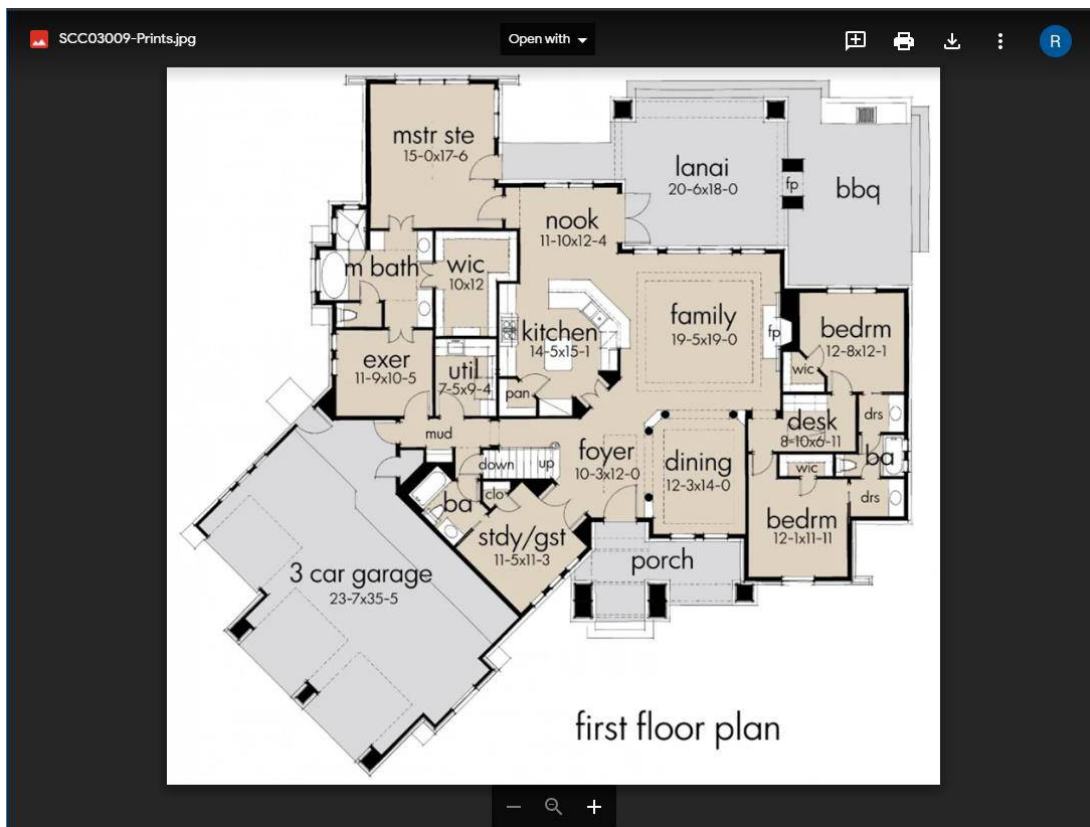 SCC03009-Prints.jpg
Open with
R
mstr ste
15-0x17-6
lanai
20-6x18-0
fp
bbq
nook
11-10x12-4
m bath
wic
10x12
family
19-5x19-0
fp
bedrm
12-8x12-1
kitchen
14-5x15-1
exer
11-9x10-5
util
7-5x9-4
wic
pan
drs
desk
8-10x6-11
mud
foyer
10-3x12-0
dining
12-3x14-0
down
up
ba
wic
clo
ba
drs
stdy/gst
11-5x11-3
bedrm
12-1x11-11
porch
3 car garage
23-7x35-5
first floor plan